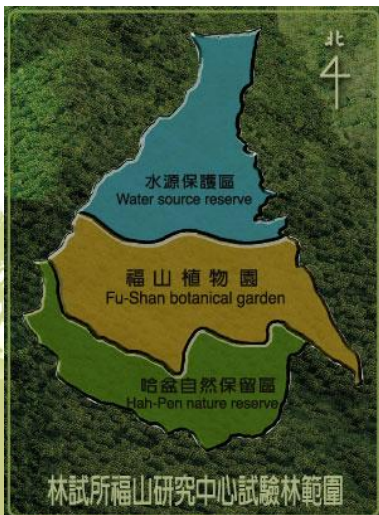 北
水源保護區
Water source reserve
福山植物園
Fu-Shan botanical garden
哈盆自然保留區
Hah-Pen nature reserve
林試所福山研究中心試驗林範圍